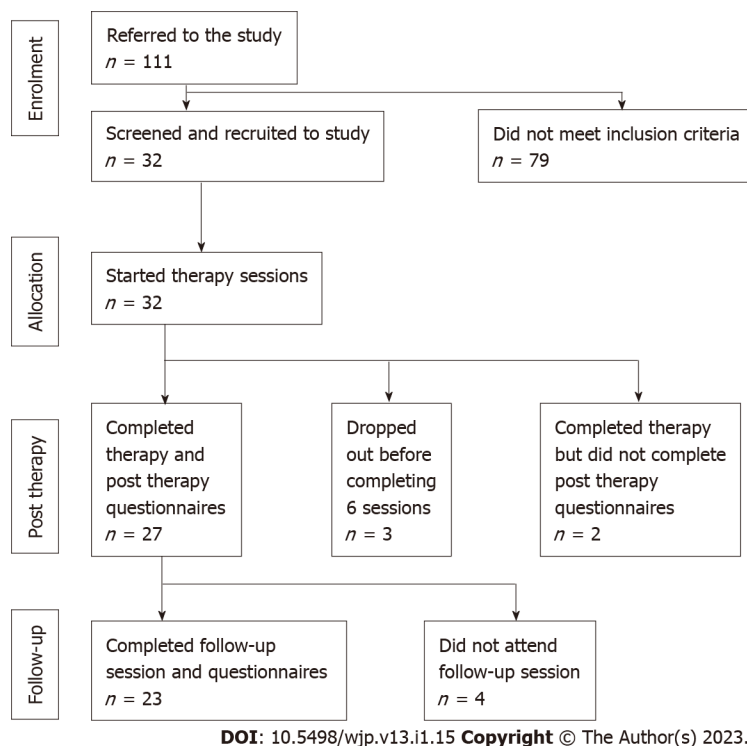 Enrolment
Referred to the study
n = 111
Screened and recruited to study
n = 32
Did not meet inclusion criteria
n = 79
Allocation
Started therapy sessions
n = 32
Post therapy
Completed
therapy and
post therapy
questionnaires
n = 27
Dropped
out before
completing
6 sessions
n = 3
Completed therapy
but did not complete
post therapy
questionnaires
n = 2
Follow-up
Completed follow-up
session and questionnaires
n = 23
Did not attend
follow-up session
n = 4
DOI: 10.5498/wjp.v13.i1.15 Copyright © The Author(s) 2023.